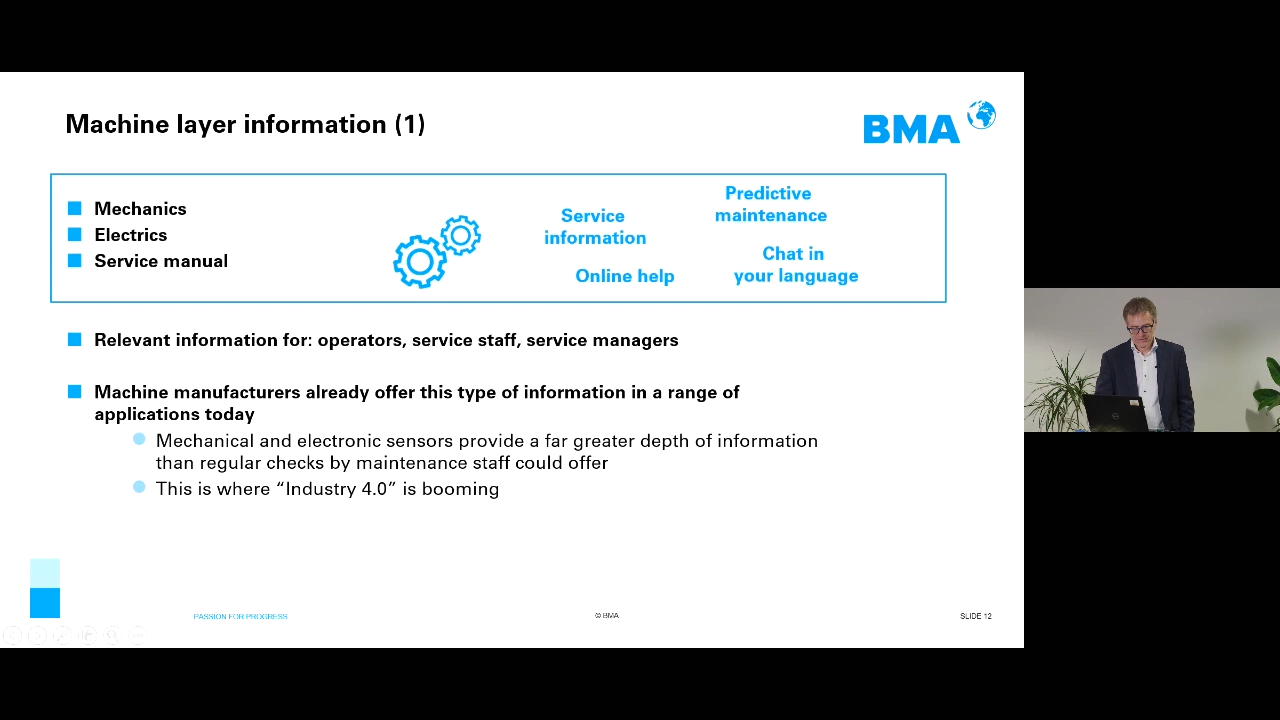 Machine layer information (1)
BMA
Mechanics
Electrics
Service manual
Service
information
Online help
Predictive
maintenance
Chat in
your language
Relevant information for: operators, service staff, service managers
Machine manufacturers already offer this type of information in a range of
applications today
Mechanical and electronic sensors provide a far greater depth of information
than regular checks by maintenance staff could offer
This is where “Industry 4.0” is booming
PASSION FOR PROGRESS
© BMA
SLIDE 12